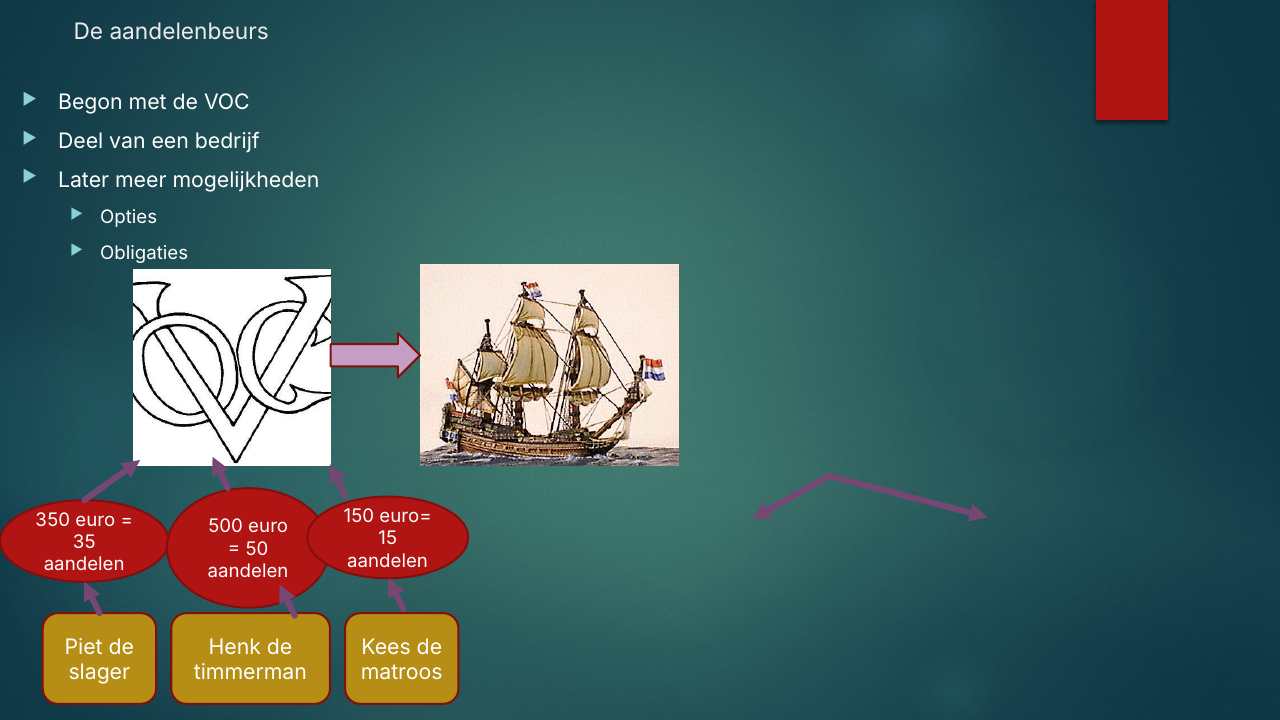 De aandelenbeurs
Begon met de VOC
Deel van een bedrijf
Later meer mogelijkheden
Opties
Obligaties
VOC
350 euro =
35
aandelen
500 euro
= 50
aandelen
150 euro=
15
aandelen
Piet de
slager
Henk de
timmerman
Kees de
matroos